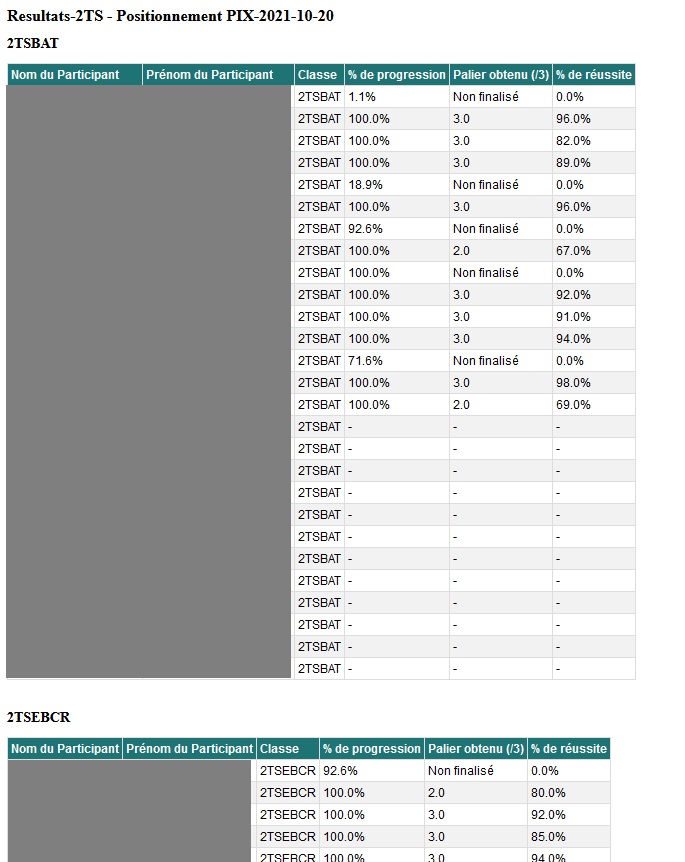 Resultats-2TS - Positionnement PIX-2021-10-20
2TSBAT
Nom du Participant Prénom du Participant Classe % de progression Palier obtenu (/3) % de réussite
2TSBAT 1.1% Non finalisé 0.0%
2TSBAT 100.0% 3.0 96.0%
2TSBAT 100.0% 3.0 82.0%
2TSBAT 100.0% 3.0 89.0%
2TSBAT 18.9% Non finalisé 0.0%
2TSBAT 100.0% 3.0 96.0%
2TSBAT 92.6% Non finalisé 0.0%
2TSBAT 100.0% 2.0 67.0%
2TSBAT 100.0% Non finalisé 0.0%
2TSBAT 100.0% 3.0 92.0%
2TSBAT 100.0% 3.0 91.0%
2TSBAT 100.0% 3.0 94.0%
2TSBAT 71.6% Non finalisé 0.0%
2TSBAT 100.0% 3.0 98.0%
2TSBAT 100.0% 2.0 69.0%
2TSBAT - - -
2TSBAT - - -
2TSBAT - - -
2TSBAT - - -
2TSBAT - - -
2TSBAT - - -
2TSBAT - - -
2TSBAT - - -
2TSBAT - - -
2TSBAT - - -
2TSBAT - - -
2TSBAT - - -
2TSEBCR
Nom du Participant Prénom du Participant Classe % de progression Palier obtenu (/3) % de réussite
2TSEBCR 92.6% Non finalisé 0.0%
2TSEBCR 100.0% 2.0 80.0%
2TSEBCR 100.0% 3.0 92.0%
2TSEBCR 100.0% 3.0 85.0%
2TSEBCR 100.0% 3.0 94.0%